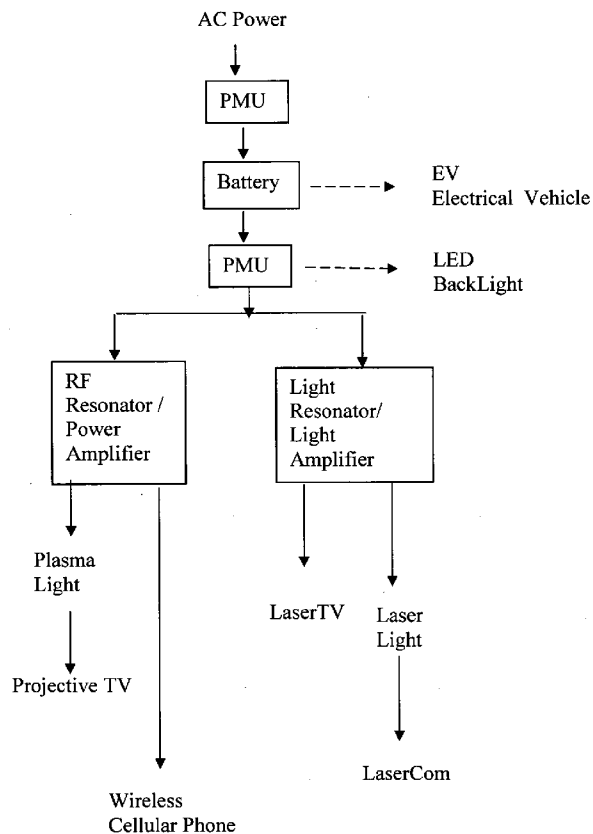 AC Power
PMU
Battery
EV
Electrical Vehicle
PMU
LED
BackLight
RF
Resonator /
Power
Amplifier
Light
Resonator/
Light
Amplifier
Plasma
Light
LaserTV
Laser
Light
Projective TV
LaserCom
Wireless
Cellular Phone